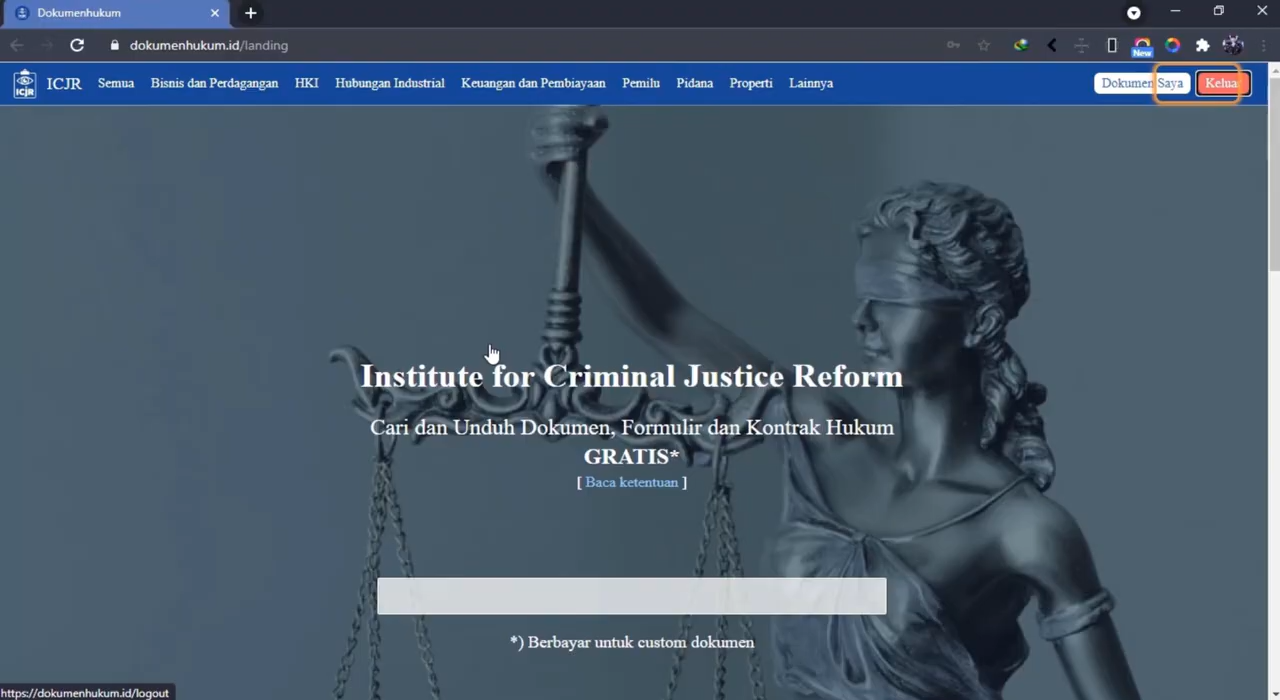 Dokumenhukum
dokumenhukum.id/landing
New
ICJR
ICJR Semua Bisnis dan Perdagangan HKI Hubungan Industrial Keuangan dan Pembiayaan Pemilu Pidana Properti Lainnya Dokumen Saya Keluar
Institute for Criminal Justice Reform
Cari dan Unduh Dokumen, Formulir dan Kontrak Hukum
GRATIS*
[ Baca ketentuan ]
*) Berbayar untuk custom dokumen
https://dokumenhukum.id/logout